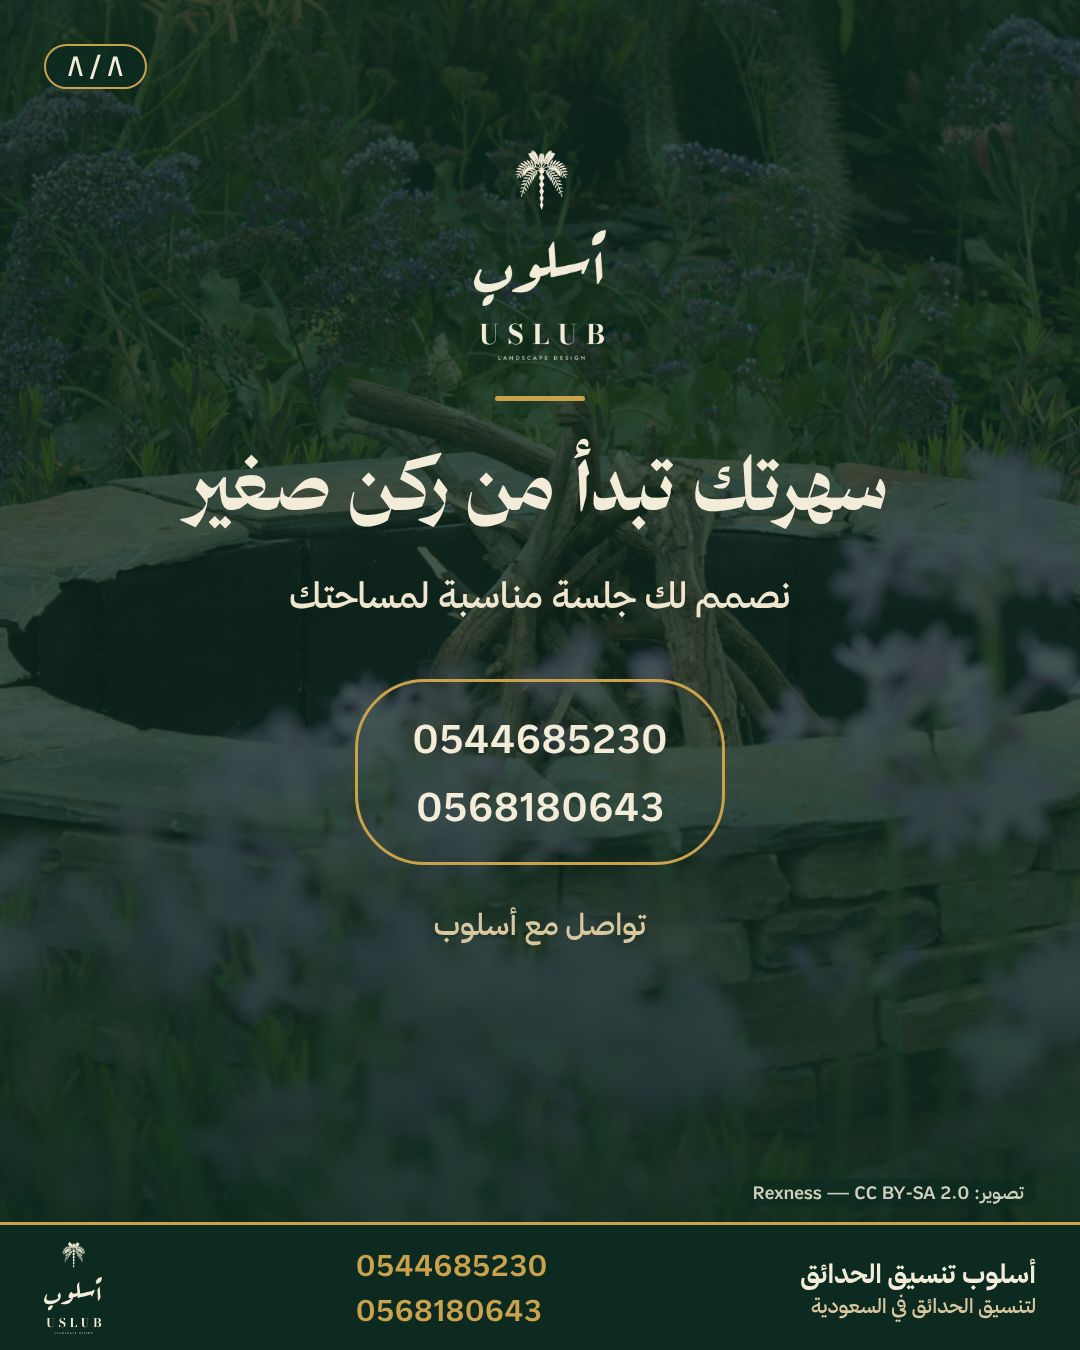 ٨/٨
أسلوب
USLUB
LANDSCAPE DESIGN
سهرتك تبدأ من ركن صغير
نصمم لك جلسة مناسبة لمساحتك
0544685230
0568180643
تواصل مع أسلوب
تصوير: Rexness — CC BY-SA 2.0
أسلوب تنسيق الحدائق
لتنسيق الحدائق في السعودية
0544685230
0568180643
أسلوب
USLUB
LANDSCAPE DESIGN